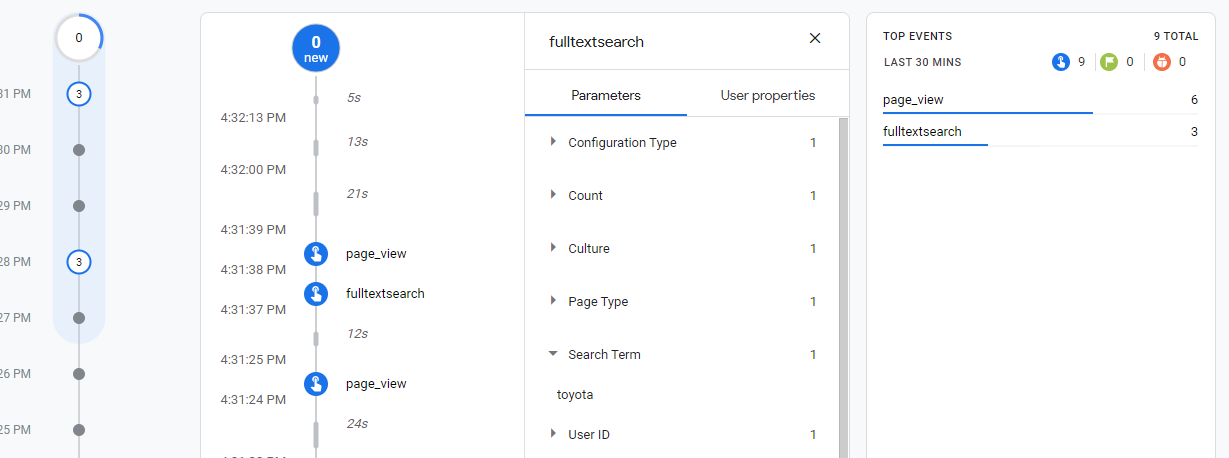 0
31 PM
3
30 PM
29 PM
28 PM
3
27 PM
26 PM
25 PM
0
new
5s
4:32:13 PM
13s
4:32:00 PM
21s
4:31:39 PM
page_view
4:31:38 PM
fulltextsearch
4:31:37 PM
12s
4:31:25 PM
page_view
4:31:24 PM
24s
fulltextsearch
Parameters User properties
Configuration Type 1
Count 1
Culture 1
Page Type 1
Search Term 1
toyota
User ID 1
TOP EVENTS 9 TOTAL
LAST 30 MINS 9 0 0
page_view 6
fulltextsearch 3